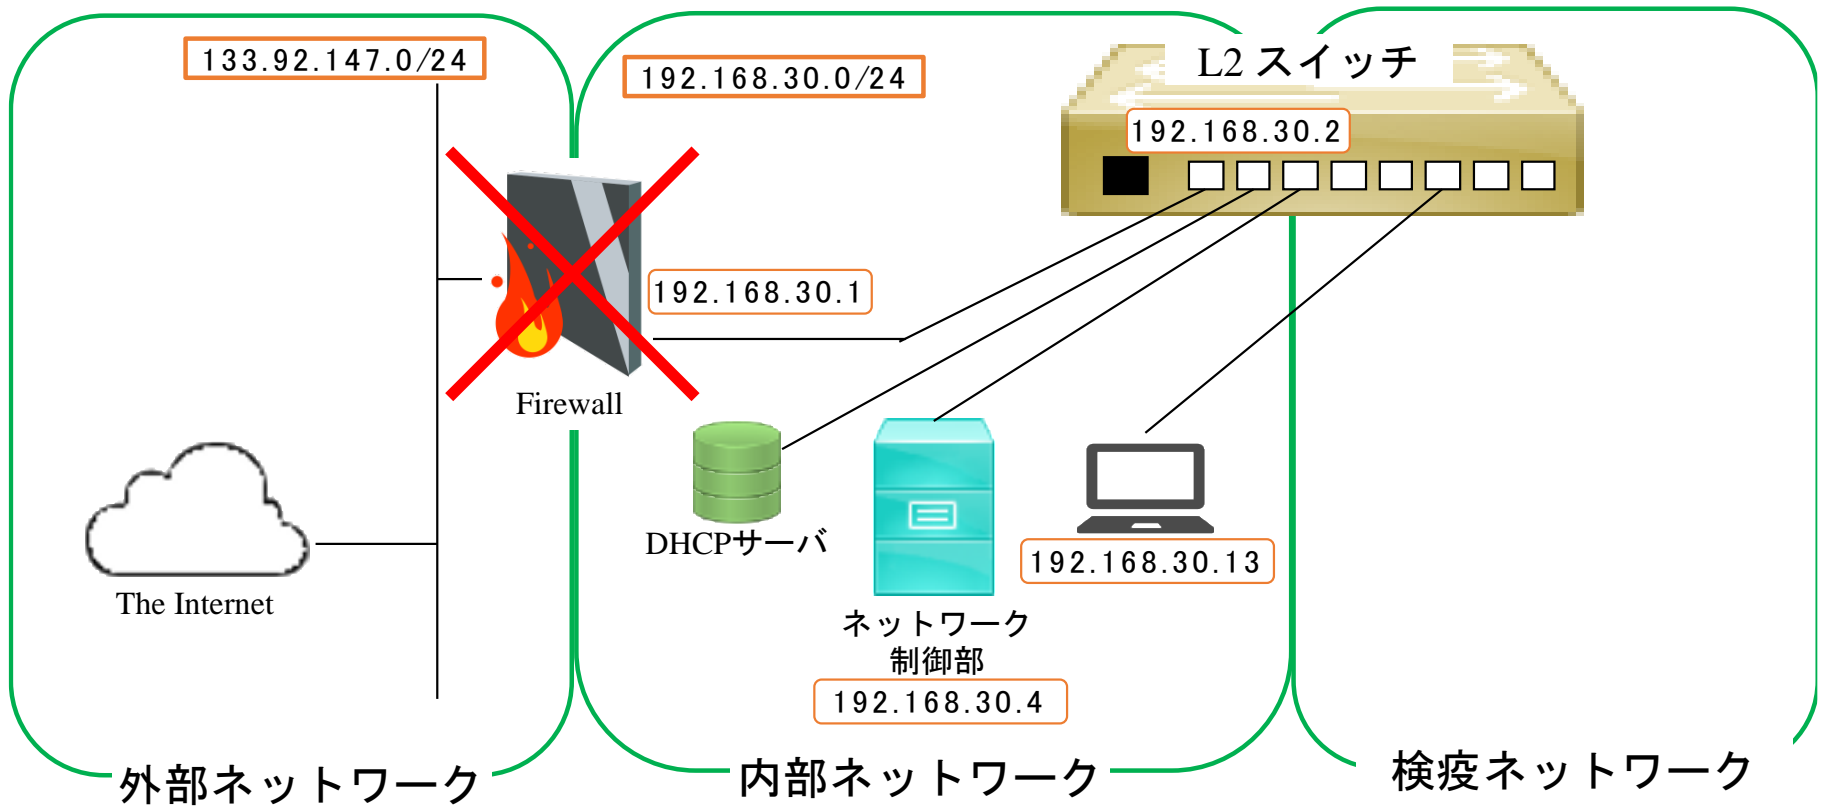 133.92.147.0/24
192.168.30.0/24
L2 スイッチ
192.168.30.2
192.168.30.1
Firewall
DHCPサーバ
192.168.30.13
The Internet
ネットワーク
制御部
192.168.30.4
外部ネットワーク
内部ネットワーク
検疫ネットワーク